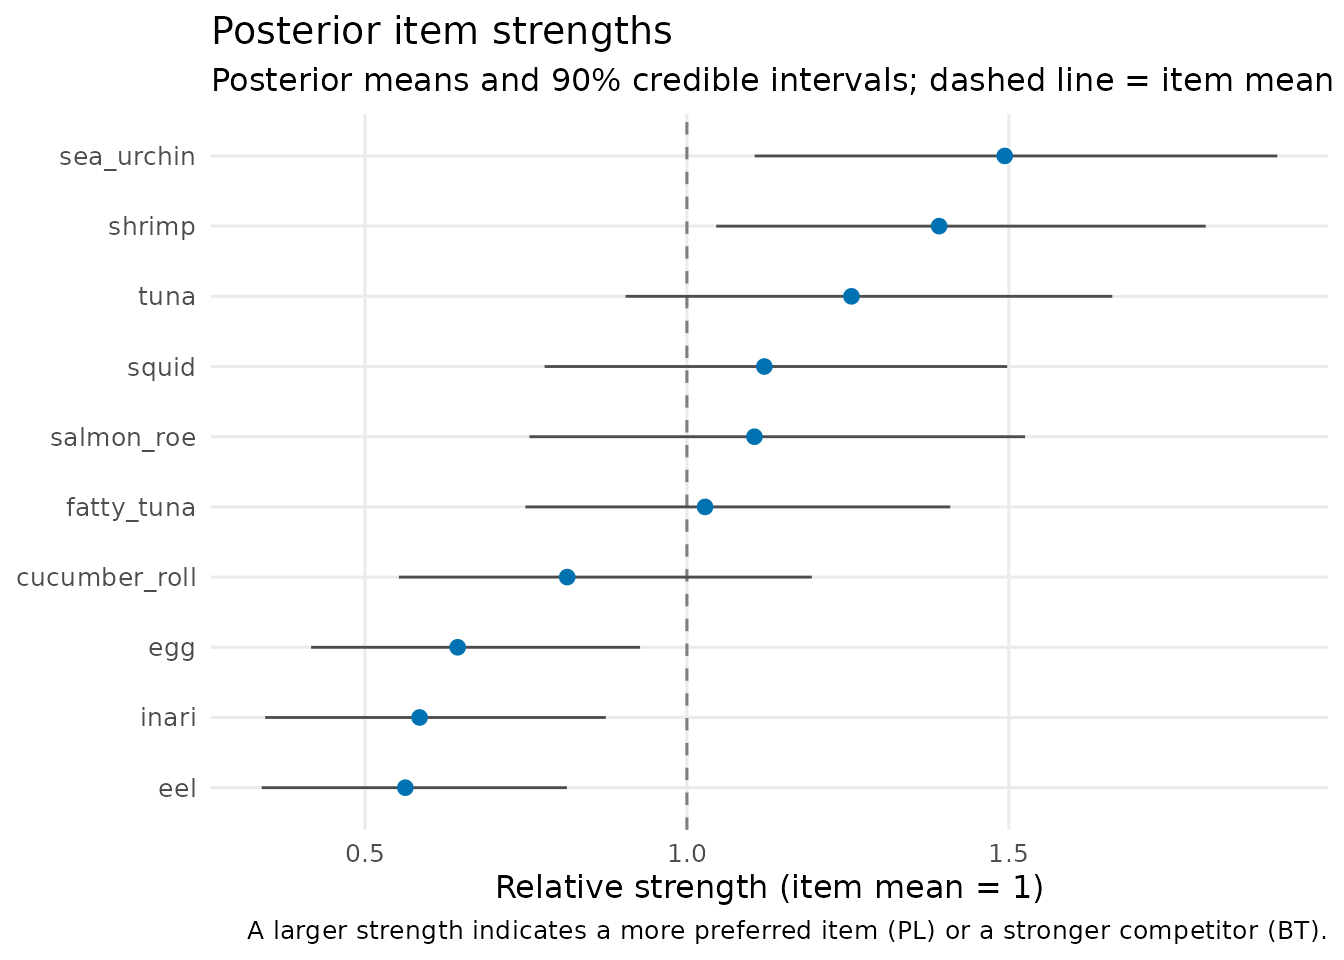 Posterior item strengths
Posterior means and 90% credible intervals; dashed line = item mean
sea_urchin
shrimp
tuna
squid
salmon_roe
fatty_tuna
cucumber_roll
egg
inari
eel
0.5 1.0 1.5
Relative strength (item mean = 1)
A larger strength indicates a more preferred item (PL) or a stronger competitor (BT).